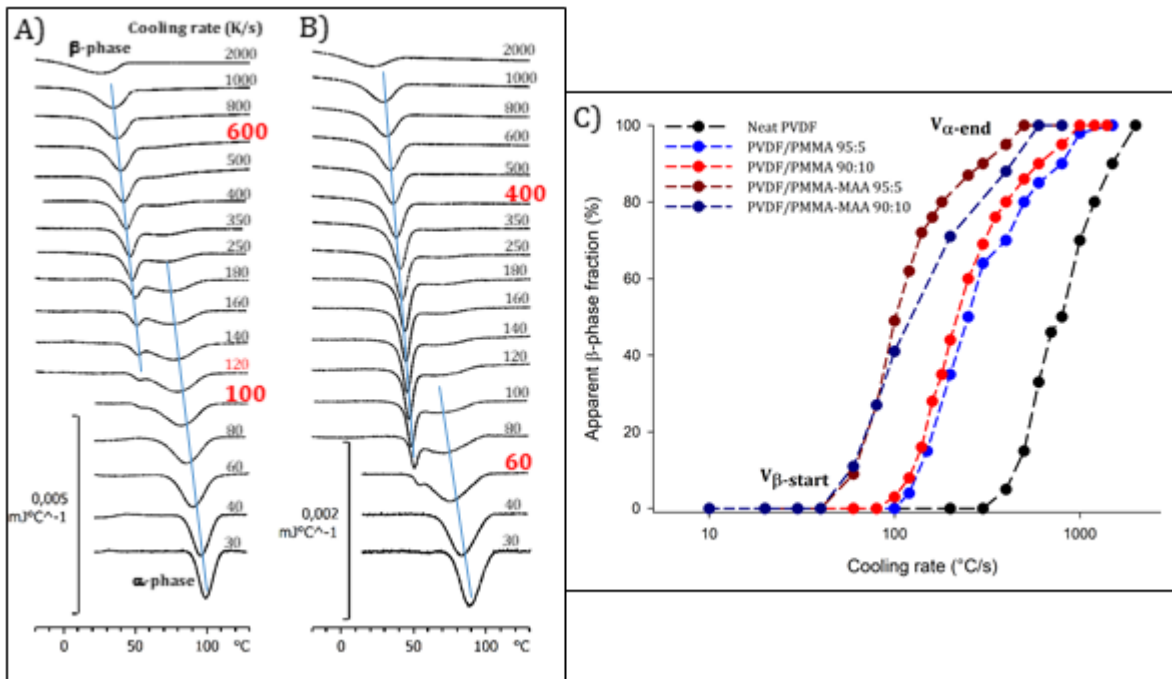 A)
Cooling rate (K/s)
β-phase
2000
1000
800
600
500
400
350
250
180
160
140
120
100
80
60
40
30
0,005
mJ°C^-1
α-phase
0 50 100 °C
B)
2000
1000
800
600
500
400
350
250
180
160
140
120
100
80
60
40
30
0,002
mJ°C^-1
0 50 100 °C
C)
Apparent β-phase fraction (%)
100
80
60
40
20
0
Neat PVDF
PVDF/PMMA 95:5
PVDF/PMMA 90:10
PVDF/PMMA-MAA 95:5
PVDF/PMMA-MAA 90:10
Vα-end
Vβ-start
10 100 1000
Cooling rate (°C/s)